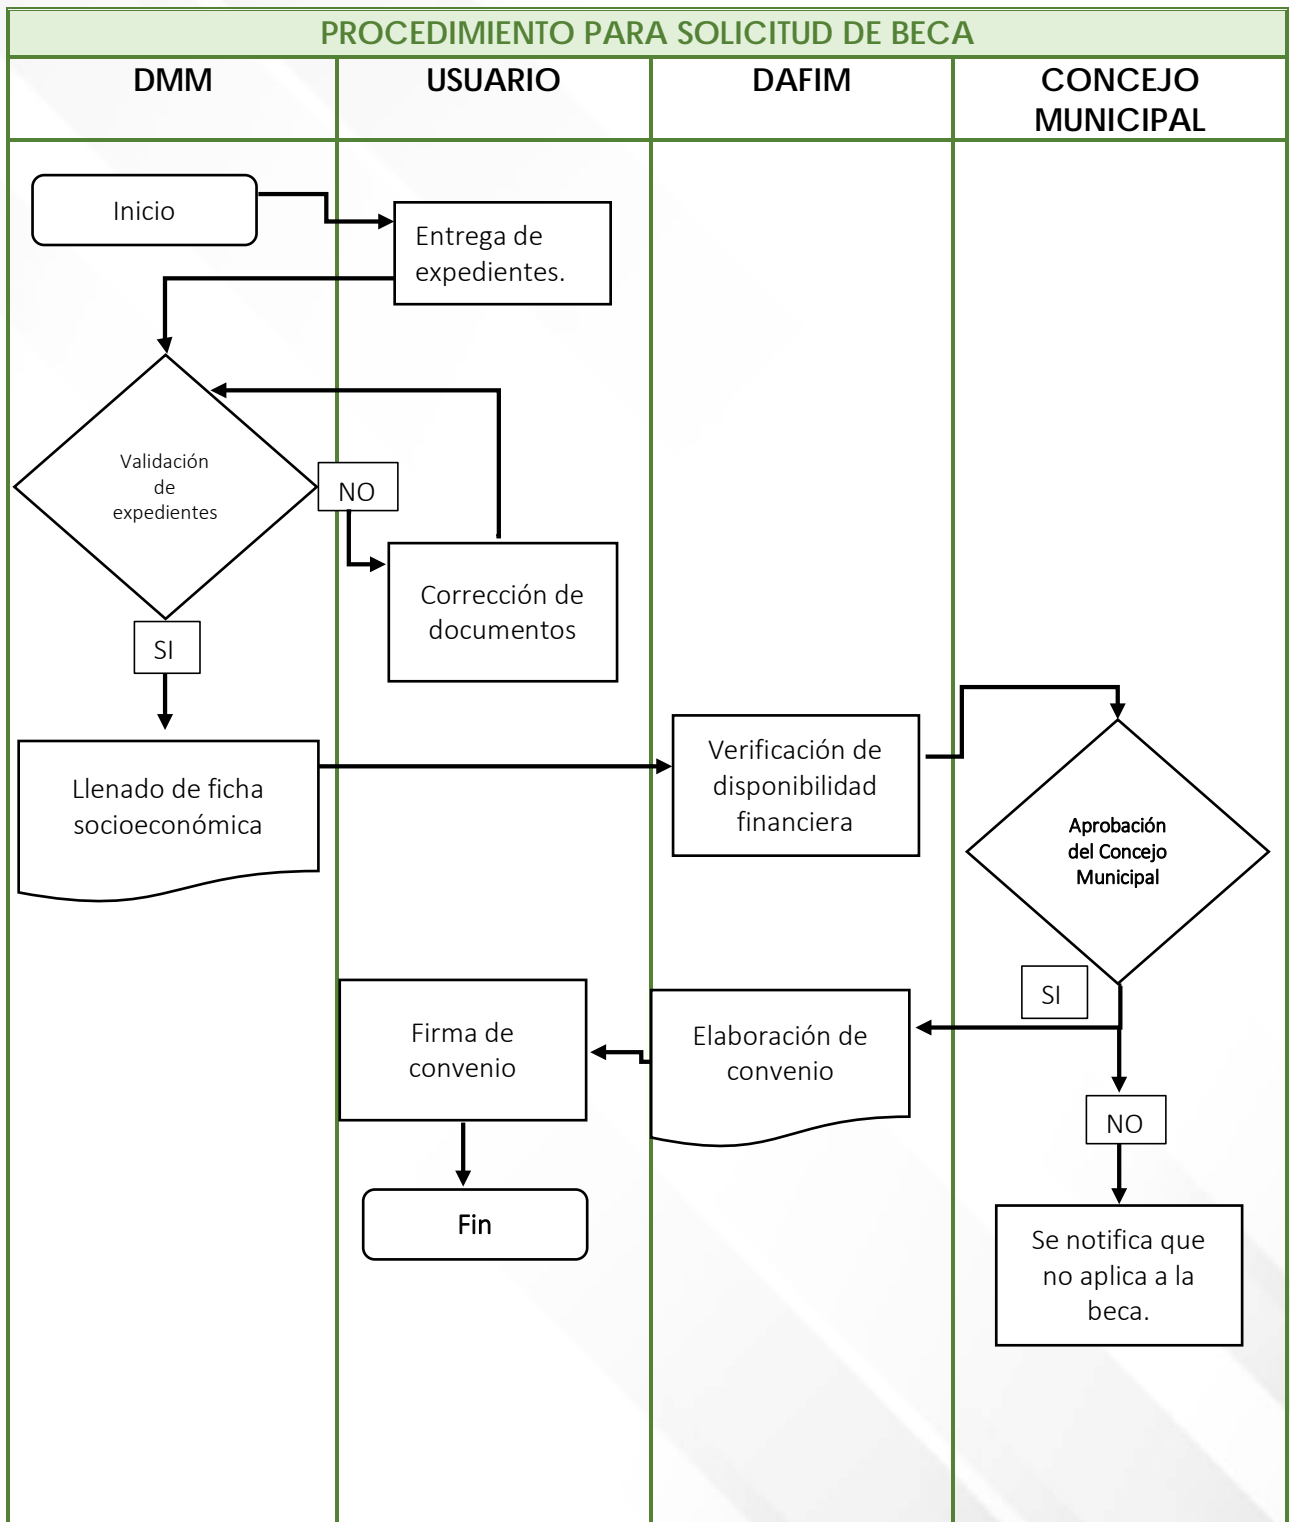 PROCEDIMIENTO PARA SOLICITUD DE BECA
DMM
USUARIO
DAFIM
CONCEJO
MUNICIPAL
Inicio
Entrega de
expedientes.
Validación
de
expedientes
NO
Corrección de
documentos
SI
Llenado de ficha
socioeconómica
Verificación de
disponibilidad
financiera
Aprobación
del Concejo
Municipal
SI
Elaboración de
convenio
Firma de
convenio
Fin
NO
Se notifica que
no aplica a la
beca.